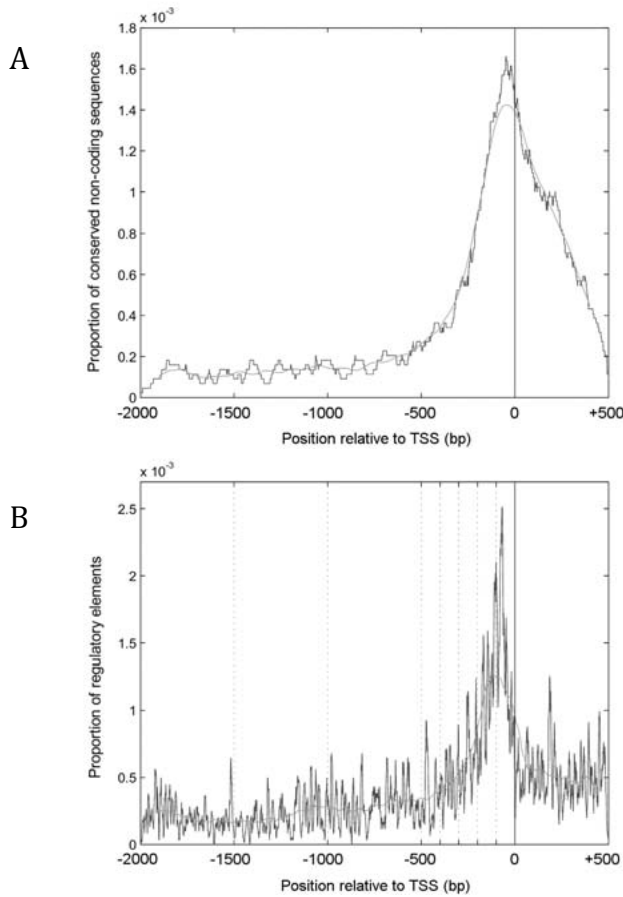 A
x 10⁻³
1.8
1.6
1.4
1.2
1
0.8
0.6
0.4
0.2
0
Proportion of conserved non-coding sequences
-2000 -1500 -1000 -500 0 +500
Position relative to TSS (bp)
B
x 10⁻³
2.5
2
1.5
1
0.5
0
Proportion of regulatory elements
-2000 -1500 -1000 -500 0 +500
Position relative to TSS (bp)